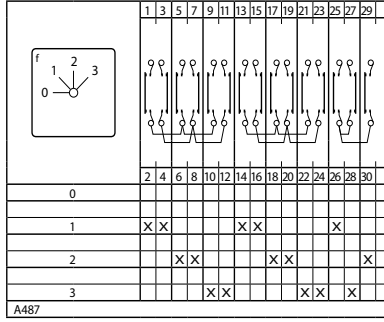 1 3 5 7 9 11 13 15 17 19 21 23 25 27 29
f
1 2 3
0
2 4 6 8 10 12 14 16 18 20 22 24 26 28 30
0
1 X X X X X
2 X X X X X
3 X X X X X
A487